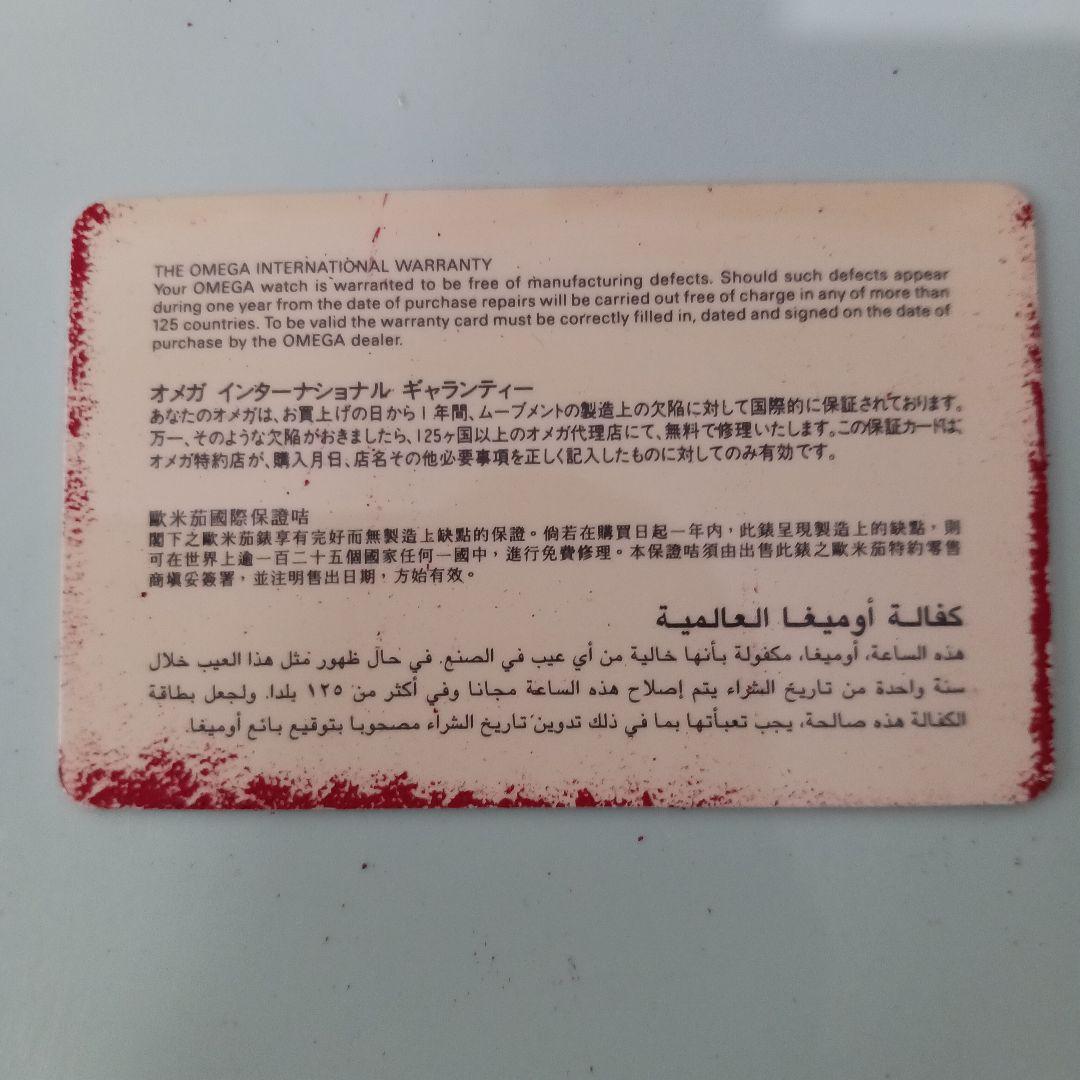 THE OMEGA INTERNATIONAL WARRANTY
Your OMEGA watch is warranted to be free of manufacturing defects. Should such defects appear
during one year from the date of purchase repairs will be carried out free of charge in any of more than
125 countries. To be valid the warranty card must be correctly filled in, dated and signed on the date of
purchase by the OMEGA dealer.
オメガ インターナショナル ギャランティー
あなたのオメガは、お買上げの日から1年間、ムーブメントの製造上の欠陥に対して国際的に保証されております。
万一、そのような欠陥がおきましたら、125ヶ国以上のオメガ代理店にて、無料で修理いたします。この保証カードは、
オメガ特約店が、購入月日、店名その他必要事項を正しく記入したものに対してのみ有効です。
歐米茄國際保證咭
閣下之歐米茄錶享有完好而無製造上缺點的保證。倘若在購買日起一年内，此錶呈現製造上的缺點，則
可在世界上逾一百二十五個國家任何一國中，進行免費修理。本保證咭須由出售此錶之歐米茄特約零售
商塡妥簽署，並注明售出日期，方始有效。
كفالة أوميغا العالمية
هذه الساعة، أوميغا، مكفولة بأنها خالية من أي عيب في الصنع. في حال ظهور مثل هذا العيب خلال
سنة واحدة من تاريخ الشراء يتم إصلاح هذه الساعة مجانا وفي أكثر من ١٢٥ بلدا. ولجعل بطاقة
الكفالة هذه صالحة، يجب تعبأتها بما في ذلك تدوين تاريخ الشراء مصحوبا بتوقيع بائع أوميغا.